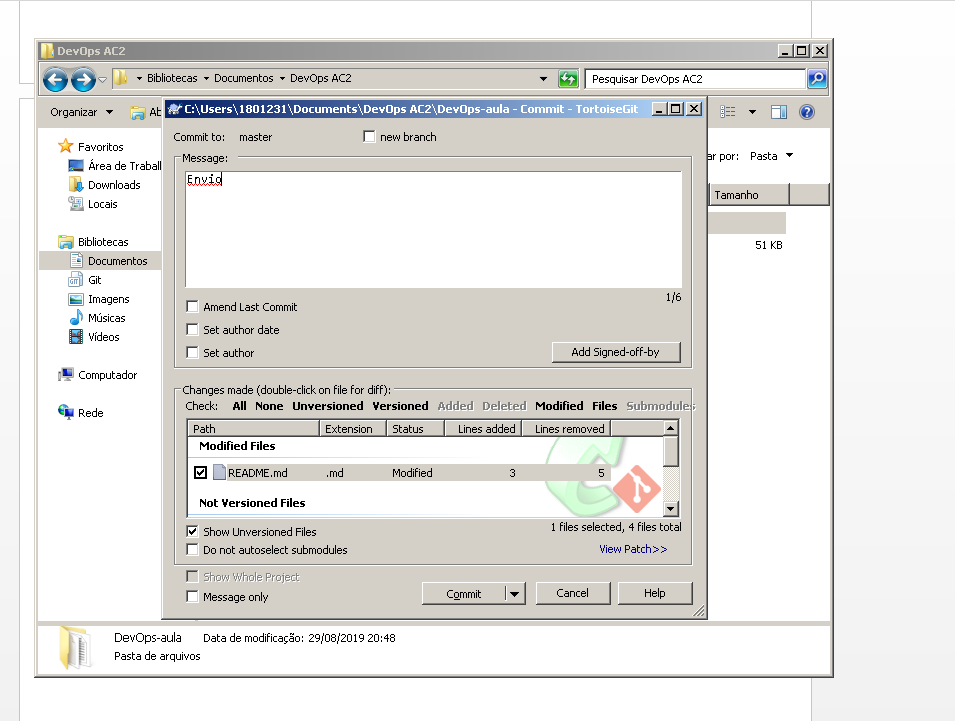 DevOps AC2
Bibliotecas Documentos DevOps AC2
Pesquisar DevOps AC2
Organizar
C:\Users\1801231\Documents\DevOps AC2\DevOps-aula - Commit - TortoiseGit
Commit to: master new branch
Message:
Envio
1/6
Amend Last Commit
Set author date
Set author
Add Signed-off-by
Changes made (double-click on file for diff):
Check: All None Unversioned Versioned Added Deleted Modified Files Submodules
Path Extension Status Lines added Lines removed
Modified Files
README.md .md Modified 3 5
Not Versioned Files
1 files selected, 4 files total
Show Unversioned Files
Do not autoselect submodules
View Patch>>
Show Whole Project
Message only
Commit Cancel Help
Favoritos
Área de Traball
Downloads
Locais
Bibliotecas
Documentos
Git
Imagens
Músicas
Vídeos
Computador
Rede
Ab
ar por: Pasta
Tamanho
51 KB
DevOps-aula Data de modificação: 29/08/2019 20:48
Pasta de arquivos